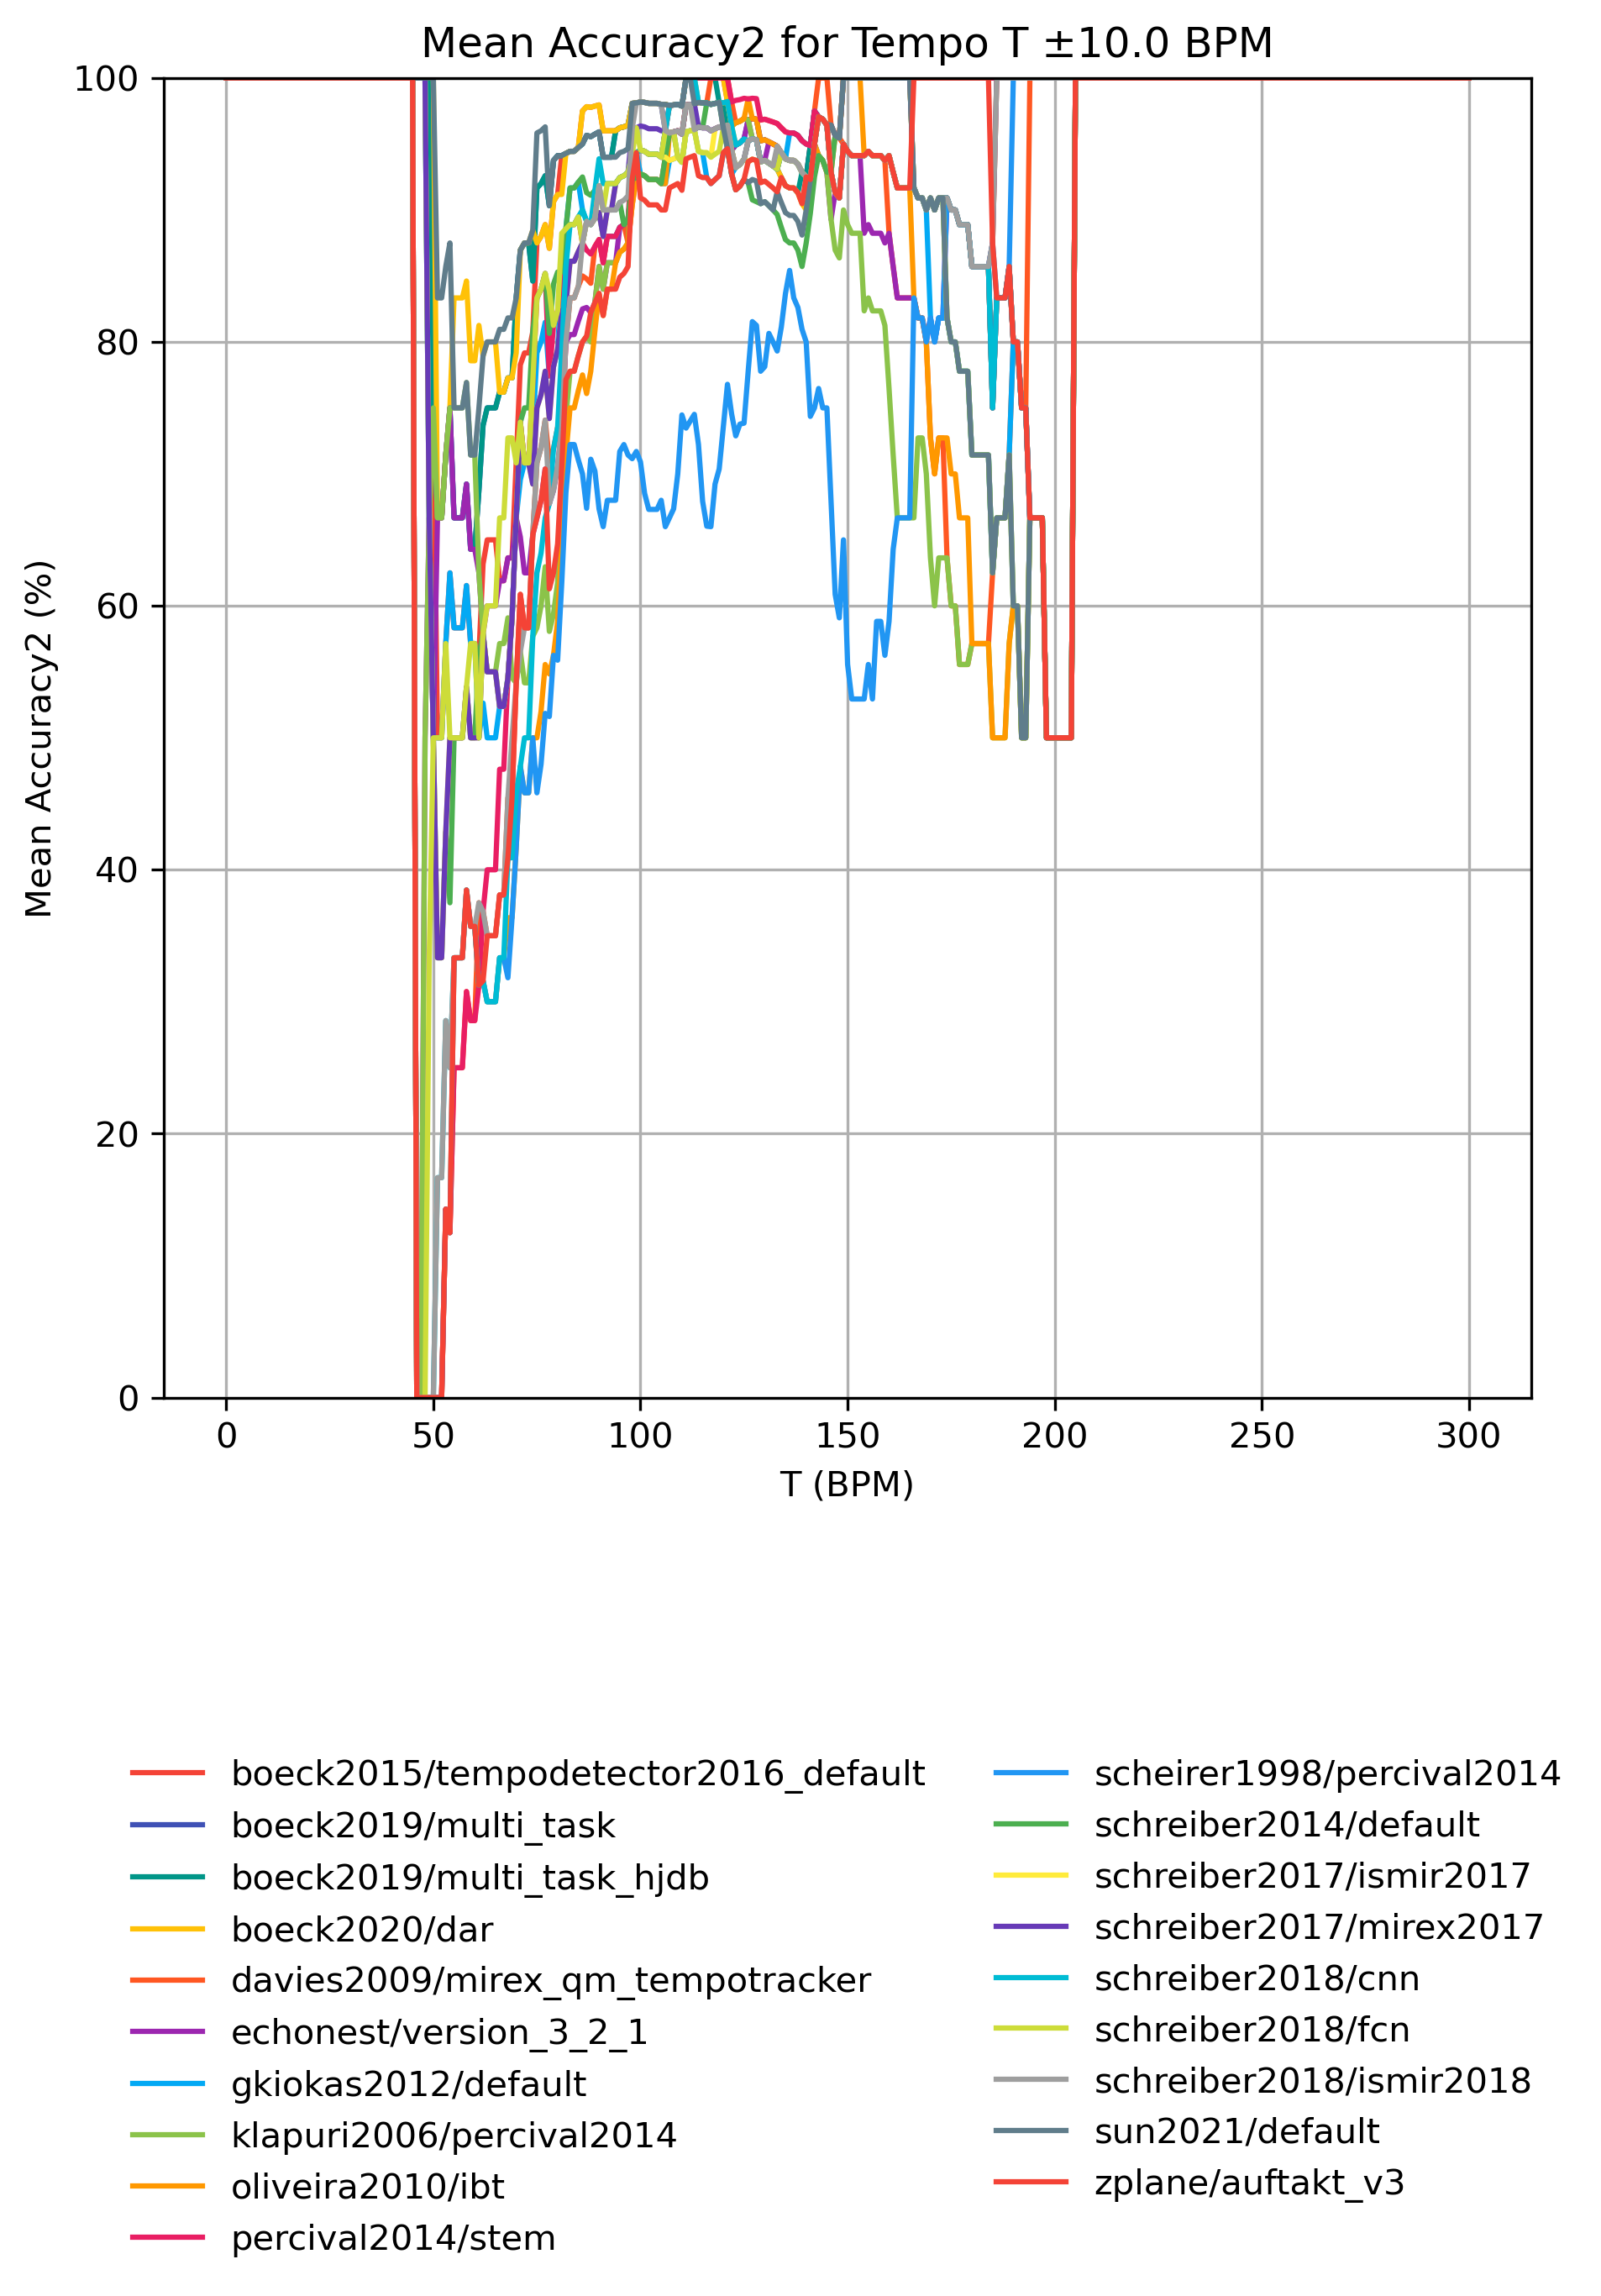 Mean Accuracy2 for Tempo T ±10.0 BPM
100
80
60
40
20
0
Mean Accuracy2 (%)
0 50 100 150 200 250 300
T (BPM)
boeck2015/tempodetector2016_default
boeck2019/multi_task
boeck2019/multi_task_hjdb
boeck2020/dar
davies2009/mirex_qm_tempotracker
echonest/version_3_2_1
gkiokas2012/default
klapuri2006/percival2014
oliveira2010/ibt
percival2014/stem
scheirer1998/percival2014
schreiber2014/default
schreiber2017/ismir2017
schreiber2017/mirex2017
schreiber2018/cnn
schreiber2018/fcn
schreiber2018/ismir2018
sun2021/default
zplane/auftakt_v3